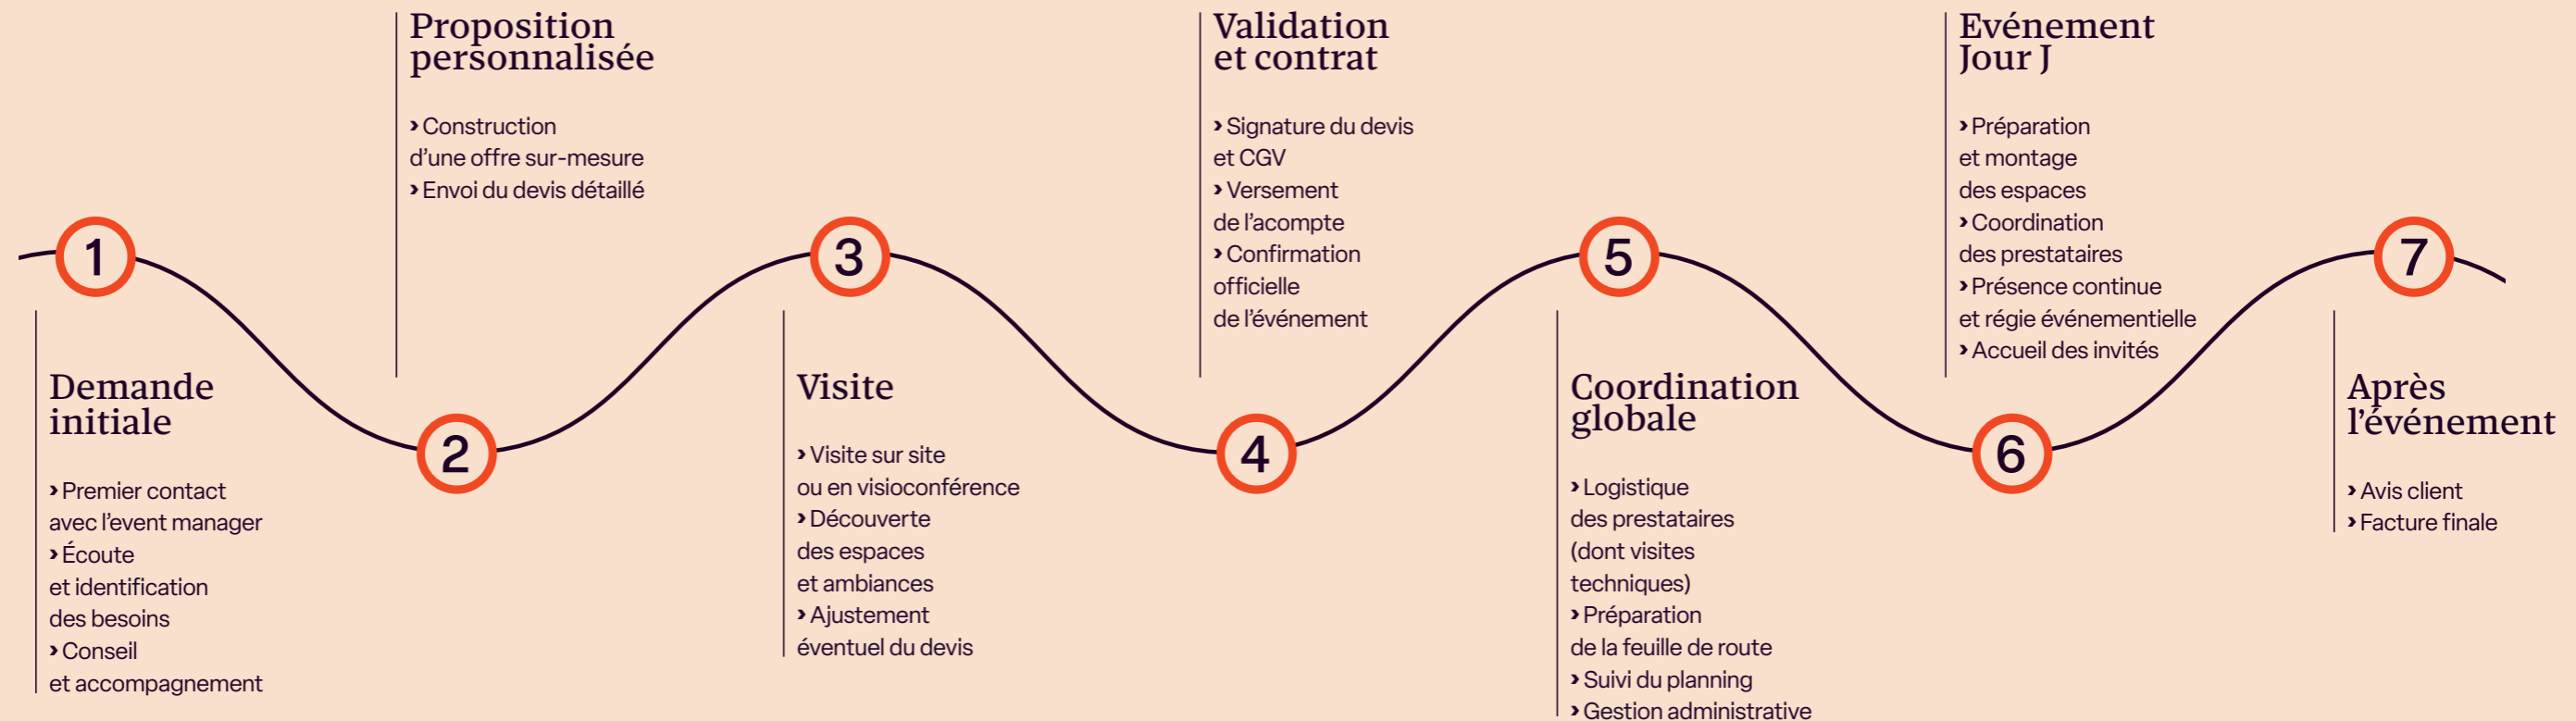 1
Demande
initiale
› Premier contact
avec l’event manager
› Écoute
et identification
des besoins
› Conseil
et accompagnement
2
Proposition
personnalisée
› Construction
d’une offre sur-mesure
› Envoi du devis détaillé
3
Visite
› Visite sur site
ou en visioconférence
› Découverte
des espaces
et ambiances
› Ajustement
éventuel du devis
4
Validation
et contrat
› Signature du devis
et CGV
› Versement
de l’acompte
› Confirmation
officielle
de l’événement
5
Coordination
globale
› Logistique
des prestataires
(dont visites
techniques)
› Préparation
de la feuille de route
› Suivi du planning
› Gestion administrative
6
Evénement
Jour J
› Préparation
et montage
des espaces
› Coordination
des prestataires
› Présence continue
et régie événementielle
› Accueil des invités
7
Après
l’événement
› Avis client
› Facture finale